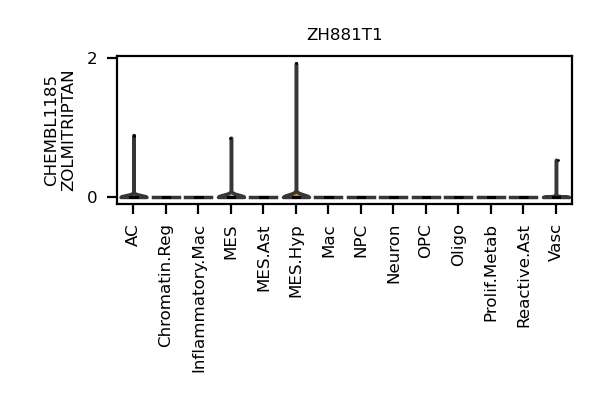 ZH881T1
CHEMBL1185
ZOLMITRIPTAN
2
0
AC
Chromatin.Reg
Inflammatory.Mac
MES
MES.Ast
MES.Hyp
Mac
NPC
Neuron
OPC
Oligo
Prolif.Metab
Reactive.Ast
Vasc